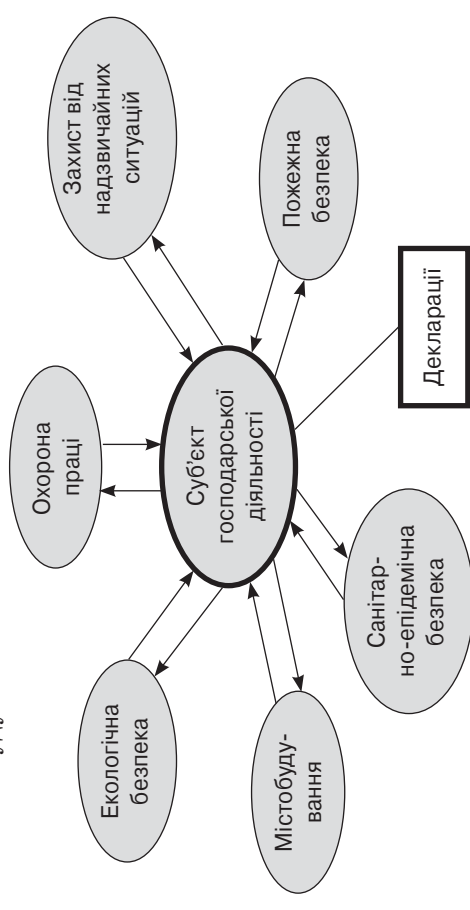 Охорона
праці
Захист від
надзвичайних
ситуацій
Екологічна
безпека
Суб’єкт
господарської
діяльності
Пожежна
безпека
Містобуду-
вання
Санітар-
но-епідемічна
безпека
Декларації